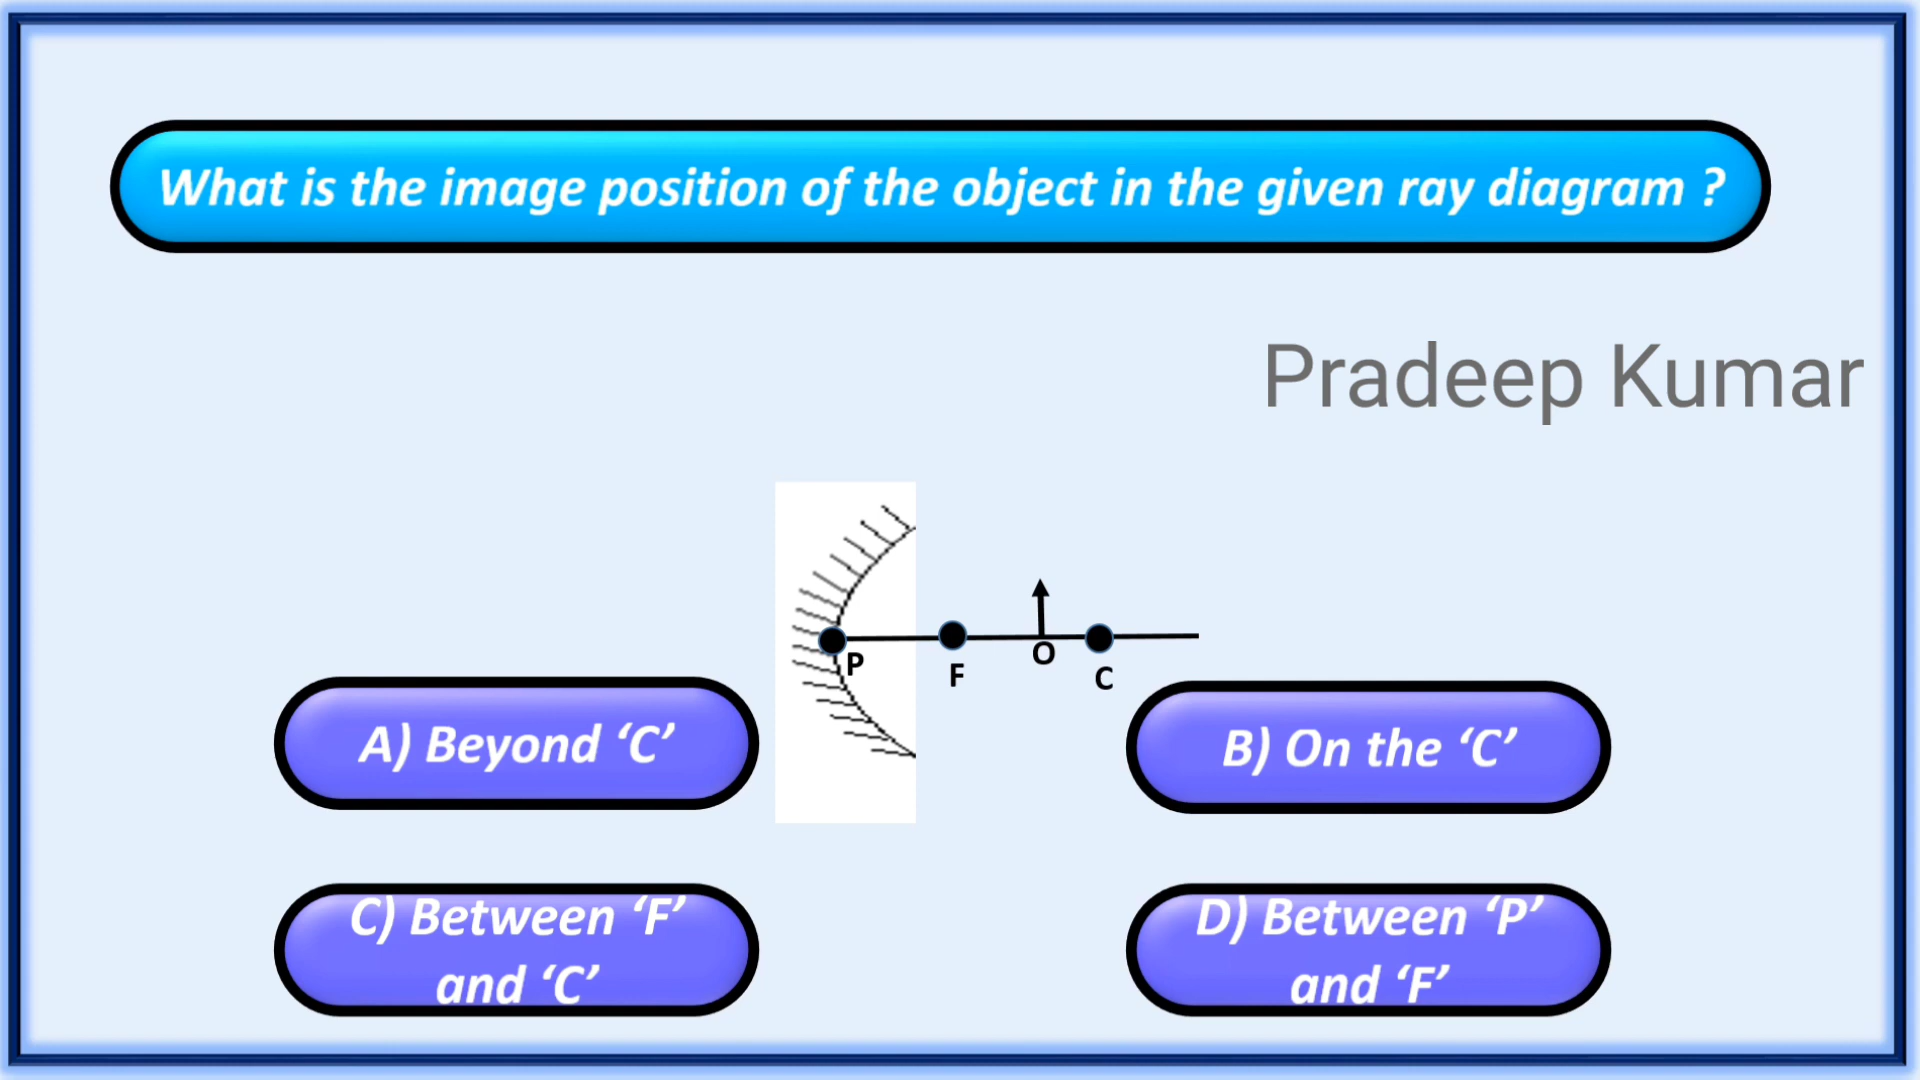 What is the image position of the object in the given ray diagram ?
Pradeep Kumar
P
F
O
C
A) Beyond ‘C’
B) On the ‘C’
C) Between ‘F’
and ‘C’
D) Between ‘P’
and ‘F’